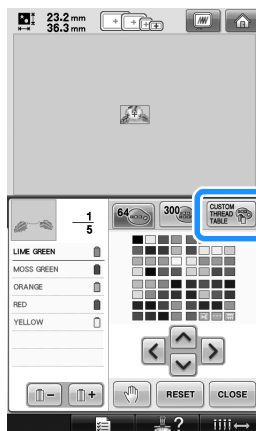 23.2 mm
36.3 mm
1
5
64
300
CUSTOM
THREAD
TABLE
LIME GREEN
MOSS GREEN
ORANGE
RED
YELLOW
−
+
RESET
CLOSE
?